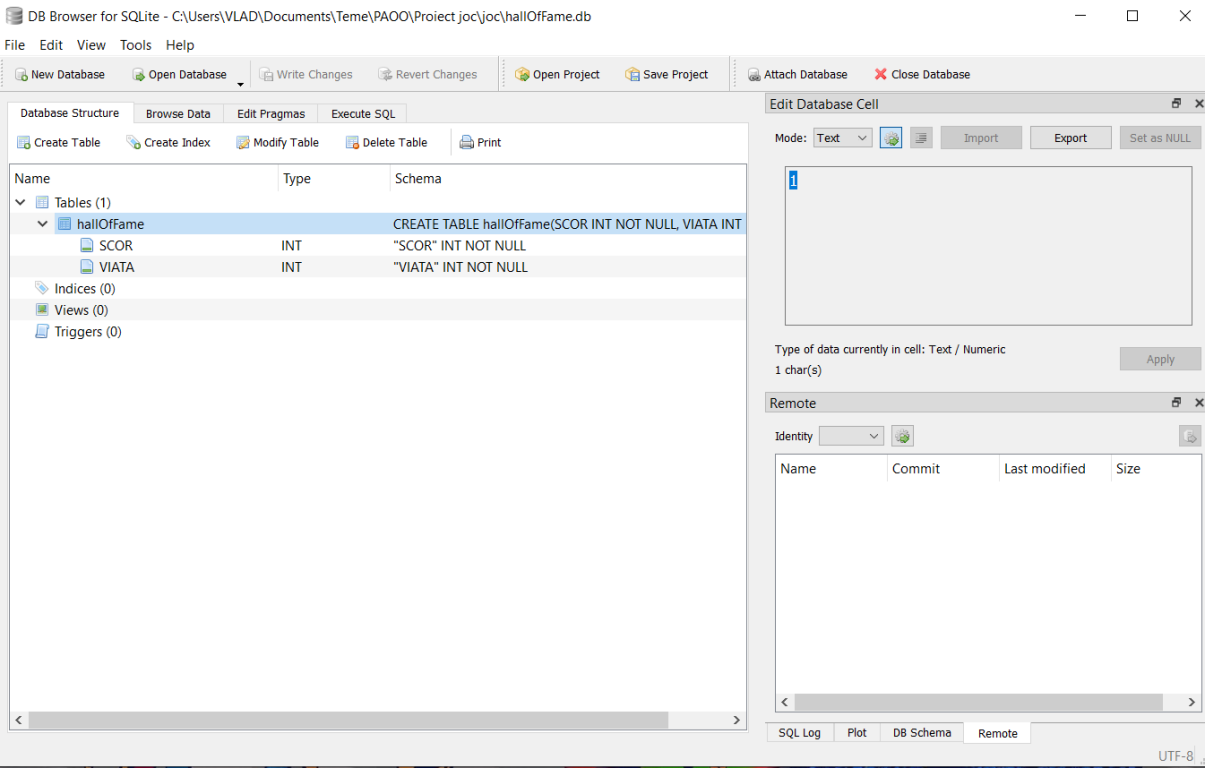 DB Browser for SQLite - C:\Users\VLAD\Documents\Teme\PAOO\Proiect joc\joc\hallOfFame.db
File Edit View Tools Help
New Database Open Database Write Changes Revert Changes Open Project Save Project Attach Database Close Database
Database Structure Browse Data Edit Pragmas Execute SQL
Create Table Create Index Modify Table Delete Table Print
Name Type Schema
Tables (1)
hallOfFame CREATE TABLE hallOfFame(SCOR INT NOT NULL, VIATA INT
SCOR INT "SCOR" INT NOT NULL
VIATA INT "VIATA" INT NOT NULL
Indices (0)
Views (0)
Triggers (0)
Edit Database Cell
Mode: Text Import Export Set as NULL
1
Type of data currently in cell: Text / Numeric
1 char(s)
Apply
Remote
Identity
Name Commit Last modified Size
SQL Log Plot DB Schema Remote
UTF-8